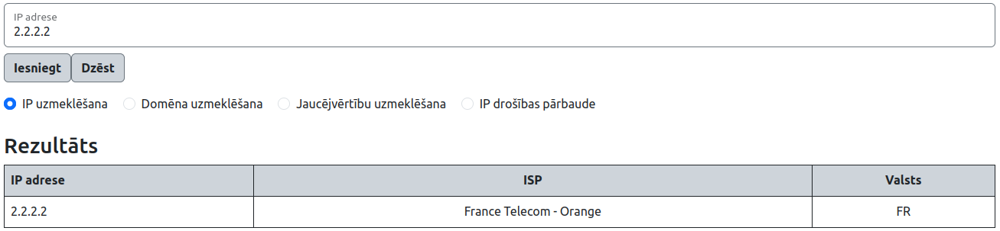 IP adrese
2.2.2.2
Iesniegt Dzēst
IP uzmeklēšana Domēna uzmeklēšana Jaucējvērtību uzmeklēšana IP drošības pārbaude
Rezultāts
IP adrese ISP Valsts
2.2.2.2 France Telecom - Orange FR